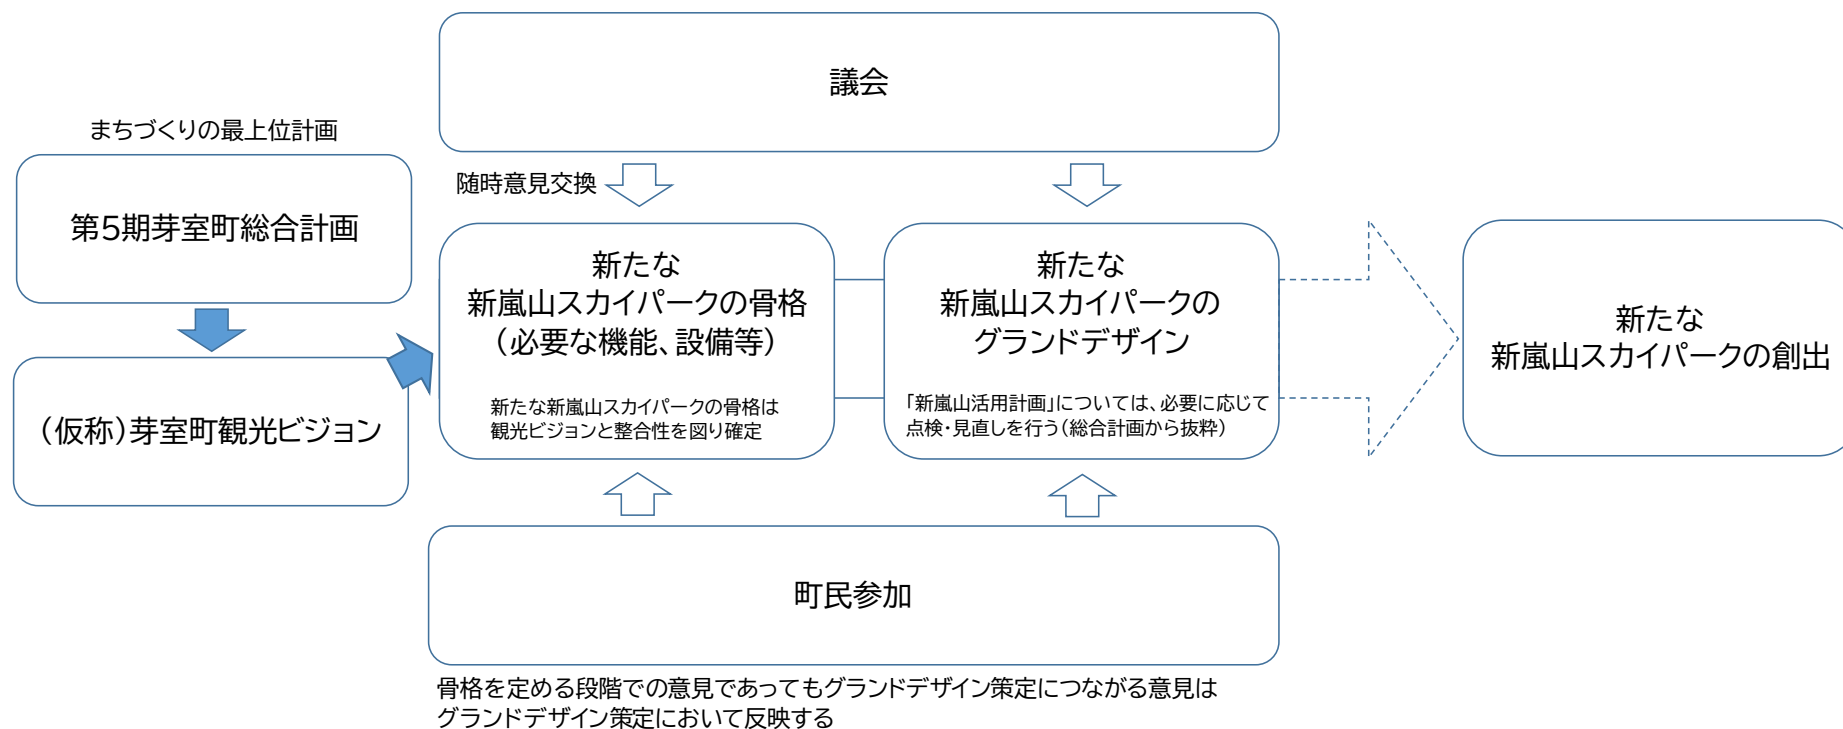 議会
まちづくりの最上位計画
随時意見交換
第5期芽室町総合計画
新たな
新嵐山スカイパークの骨格
（必要な機能、設備等）
新たな新嵐山スカイパークの骨格は
観光ビジョンと整合性を図り確定
新たな
新嵐山スカイパークの
グランドデザイン
「新嵐山活用計画」については、必要に応じて
点検・見直しを行う（総合計画から抜粋）
新たな
新嵐山スカイパークの創出
（仮称）芽室町観光ビジョン
町民参加
骨格を定める段階での意見であってもグランドデザイン策定につながる意見は
グランドデザイン策定において反映する